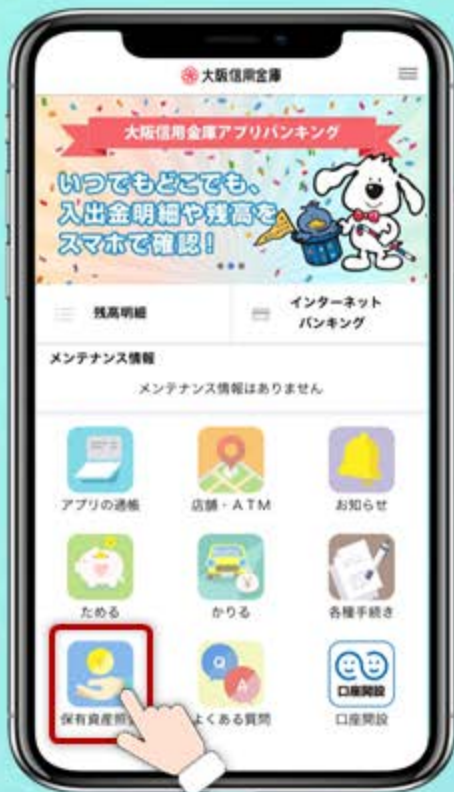 大阪信用金庫
大阪信用金庫アプリバンキング
いつでもどこでも、
入出金明細や残高を
スマホで確認！
残高明細
インターネット
バンキング
メンテナンス情報
メンテナンス情報はありません
アプリの通帳
店舗・ATM
お知らせ
ためる
かりる
各種手続き
Y
Q
A
口座開設
保有資産照
よくある質問
口座開設